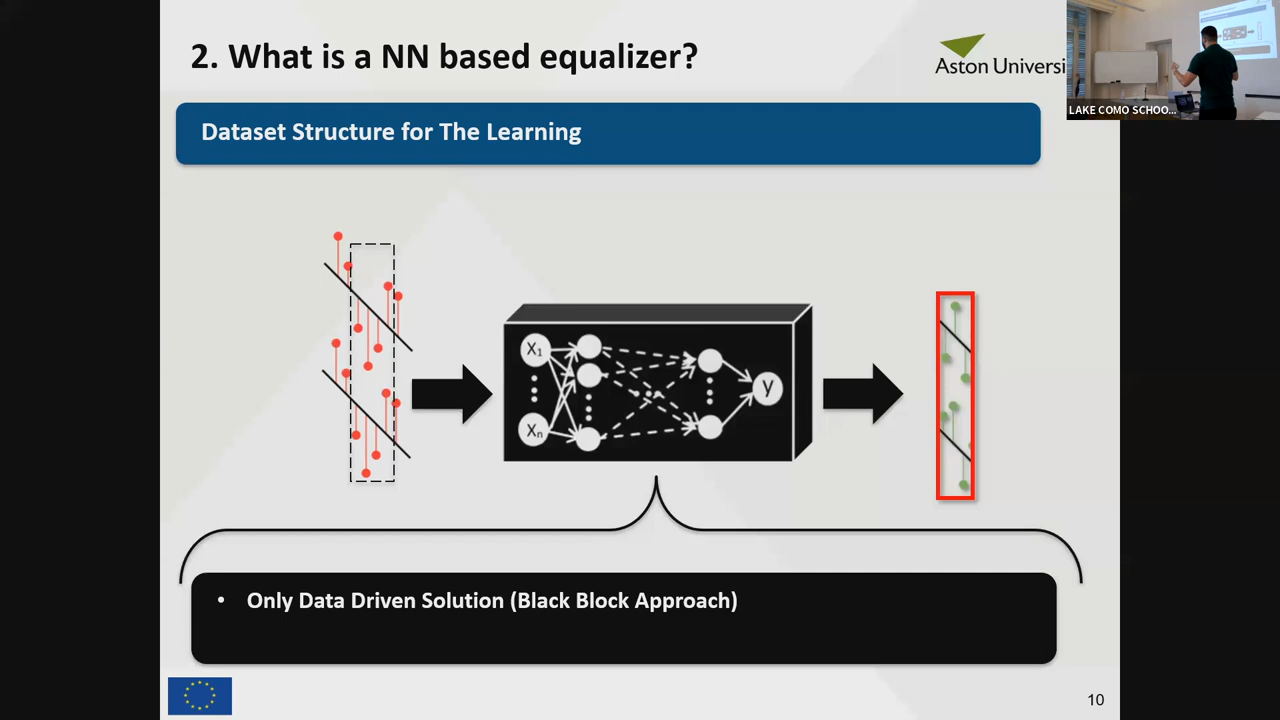 2. What is a NN based equalizer?
Aston Universi
LAKE COMO SCHOO...
Dataset Structure for The Learning
X1
Xn
y
• Only Data Driven Solution (Black Block Approach)
10